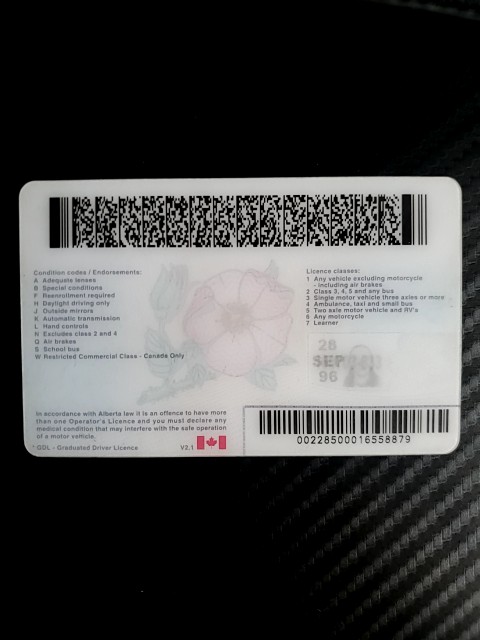 Condition codes / Endorsements:
A Adequate lenses
B Special conditions
F Reenrollment required
H Daylight driving only
J Outside mirrors
K Automatic transmission
L Hand controls
N Excludes class 2 and 4
Q Air brakes
S School bus
W Restricted Commercial Class - Canada Only
Licence classes:
1 Any vehicle excluding motorcycle
- including air brakes
2 Class 3, 4, 5 and any bus
3 Single motor vehicle three axles or more
4 Ambulance, taxi and small bus
5 Two axle motor vehicle and RV's
6 Any motorcycle
7 Learner
28
SEP
96
In accordance with Alberta law it is an offence to have more
than one Operator's Licence and you must declare any
medical condition that may interfere with the safe operation
of a motor vehicle.
* GDL - Graduated Driver Licence V2.1
00228500016558879